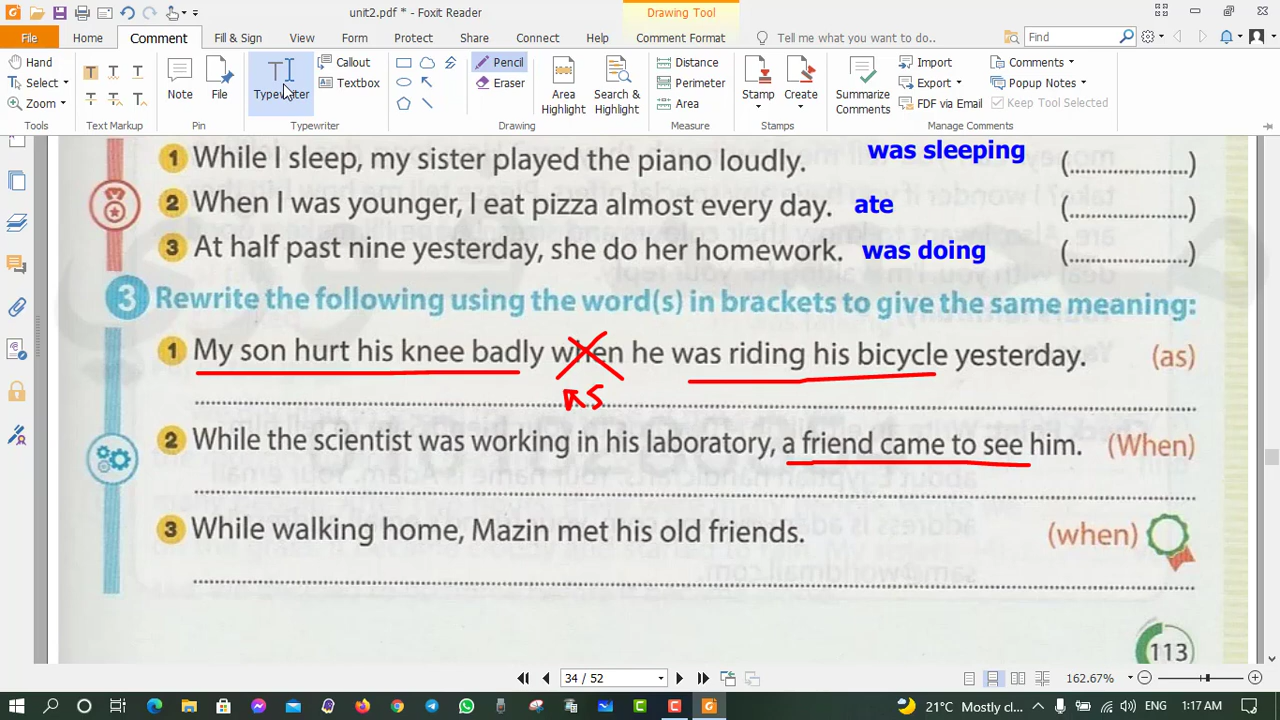 unit2.pdf * - Foxit Reader
Drawing Tool
File Home Comment Fill & Sign View Form Protect Share Connect Help Comment Format Tell me what you want to do... Find
Hand
Select
Zoom
Tools
Text Markup
Note
File
Pin
Typewriter
Callout
Textbox
Typewriter
Pencil
Eraser
Drawing
Area Highlight
Search & Highlight
Distance
Perimeter
Area
Measure
Stamp
Create
Stamps
Summarize Comments
Import
Export
FDF via Email
Comments
Popup Notes
Keep Tool Selected
Manage Comments
1 While I sleep, my sister played the piano loudly. was sleeping (........................)
2 When I was younger, I eat pizza almost every day. ate (........................)
3 At half past nine yesterday, she do her homework. was doing (........................)
3 Rewrite the following using the word(s) in brackets to give the same meaning:
1 My son hurt his knee badly when he was riding his bicycle yesterday. (as)
as
2 While the scientist was working in his laboratory, a friend came to see him. (When)
3 While walking home, Mazin met his old friends. (when)
113
34 / 52
162.67%
21°C Mostly cl... ENG 1:17 AM